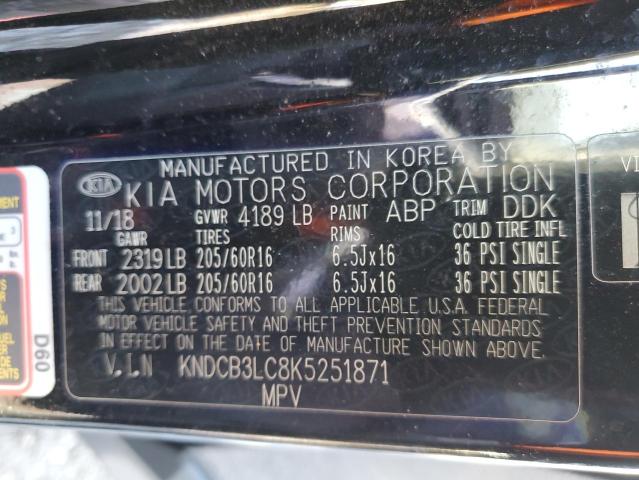 MANUFACTURED IN KOREA BY
KIA KIA MOTORS CORPORATION
11/18 GVWR 4189 LB PAINT ABP TRIM DDK
GAWR TIRES RIMS COLD TIRE INFL
FRONT 2319 LB 205/60R16 6.5Jx16 36 PSI SINGLE
REAR 2002 LB 205/60R16 6.5Jx16 36 PSI SINGLE
THIS VEHICLE CONFORMS TO ALL APPLICABLE U.S.A. FEDERAL
MOTOR VEHICLE SAFETY AND THEFT PREVENTION STANDARDS
IN EFFECT ON THE DATE OF MANUFACTURE SHOWN ABOVE.
V.I.N KNDCB3LC8K5251871
MPV
D60
VI